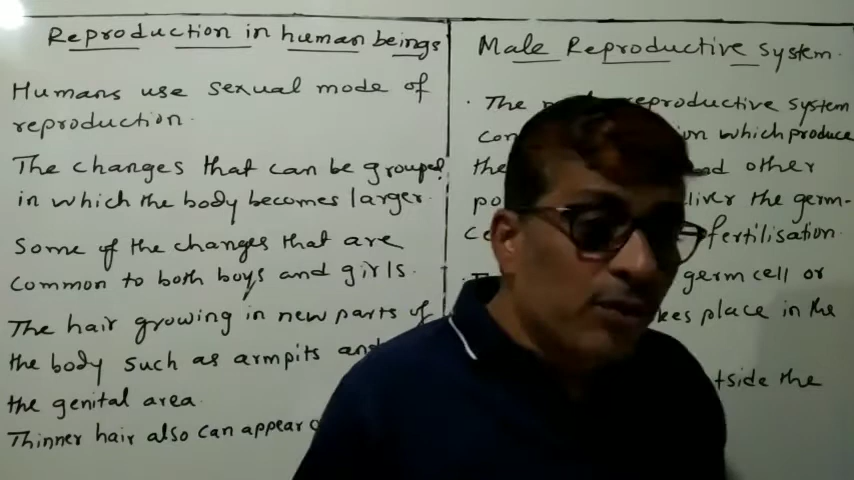 Reproduction in human beings
Humans use sexual mode of
reproduction.
The changes that can be grouped
in which the body becomes larger.
Some of the changes that are
common to both boys and girls.
The hair growing in new parts of
the body such as armpits and
the genital area.
Thinner hair also can appear
Male Reproductive system.
The reproductive system
which produce
the other
the germ-
fertilisation.
germ cell or
place in the
the